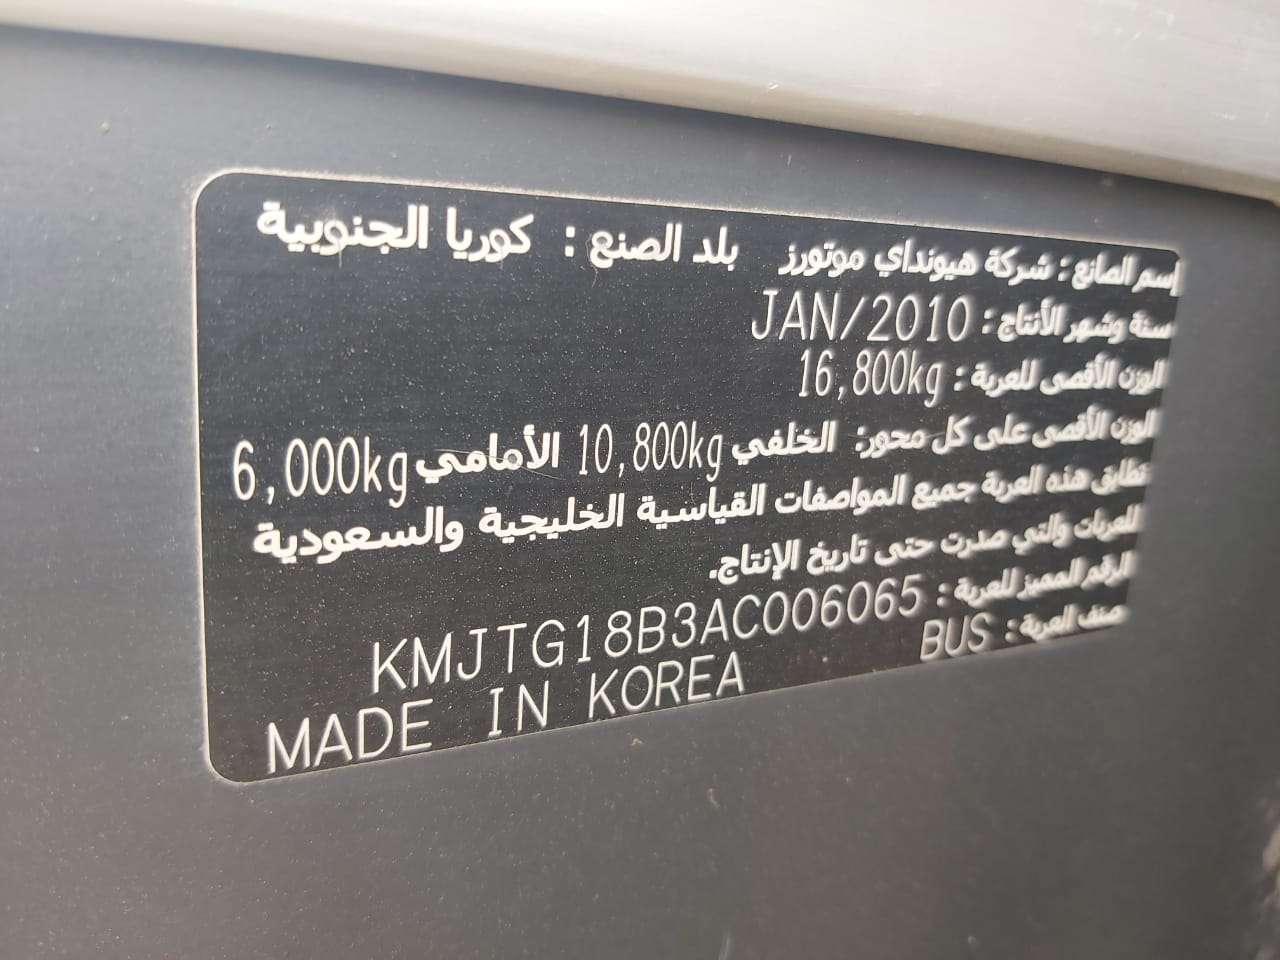 إسم الصانع : شركة هيونداي موتورز بلد الصنع : كوريا الجنوبية
سنة وشهر الأنتاج : JAN/2010
الوزن الأقصى للعربة : 16,800kg
الوزن الأقصى على كل محور: الخلفي 10,800kg الأمامي 6,000kg
تطابق هذه العربة جميع المواصفات القياسية الخليجية والسعودية
للعربات والتي صدرت حتى تاريخ الإنتاج.
الرقم المميز للعربة : KMJTG18B3AC006065
صنف العربة : BUS
MADE IN KOREA